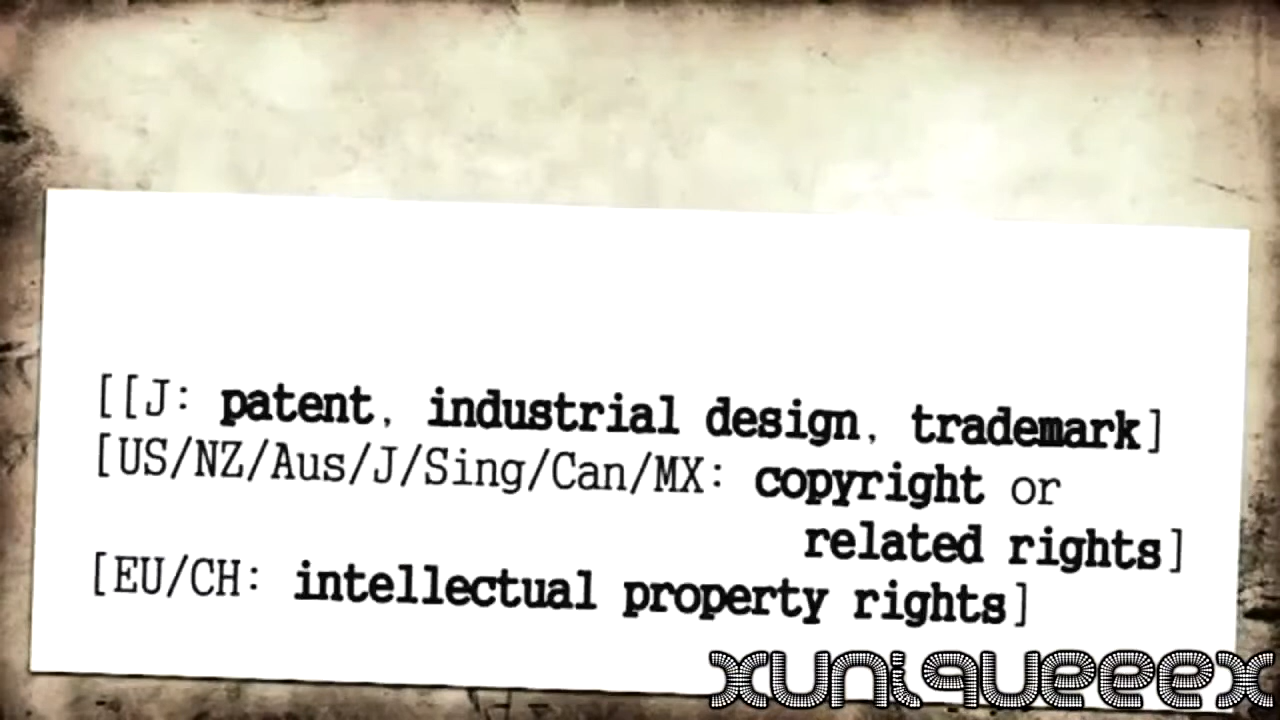 [[J: patent, industrial design, trademark]
[US/NZ/Aus/J/Sing/Can/MX: copyright or
related rights]
[EU/CH: intellectual property rights]
xuniqueeex